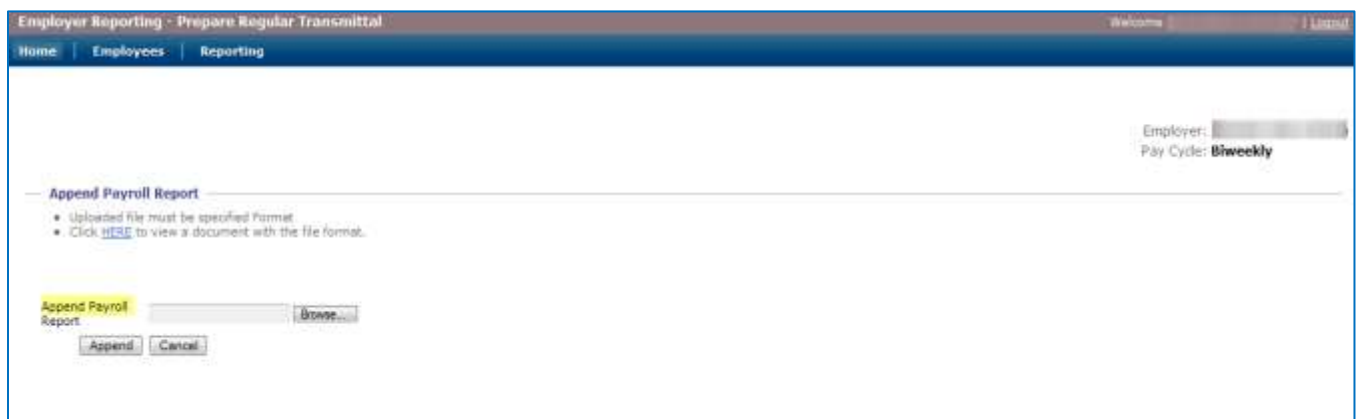 Employer Reporting - Prepare Regular Transmittal Welcome | Logout
Home | Employees | Reporting
Employer:
Pay Cycle: Biweekly
Append Payroll Report
• Uploaded file must be specified Format
• Click HERE to view a document with the file format.
Append Payroll
Report
Browse...
Append Cancel